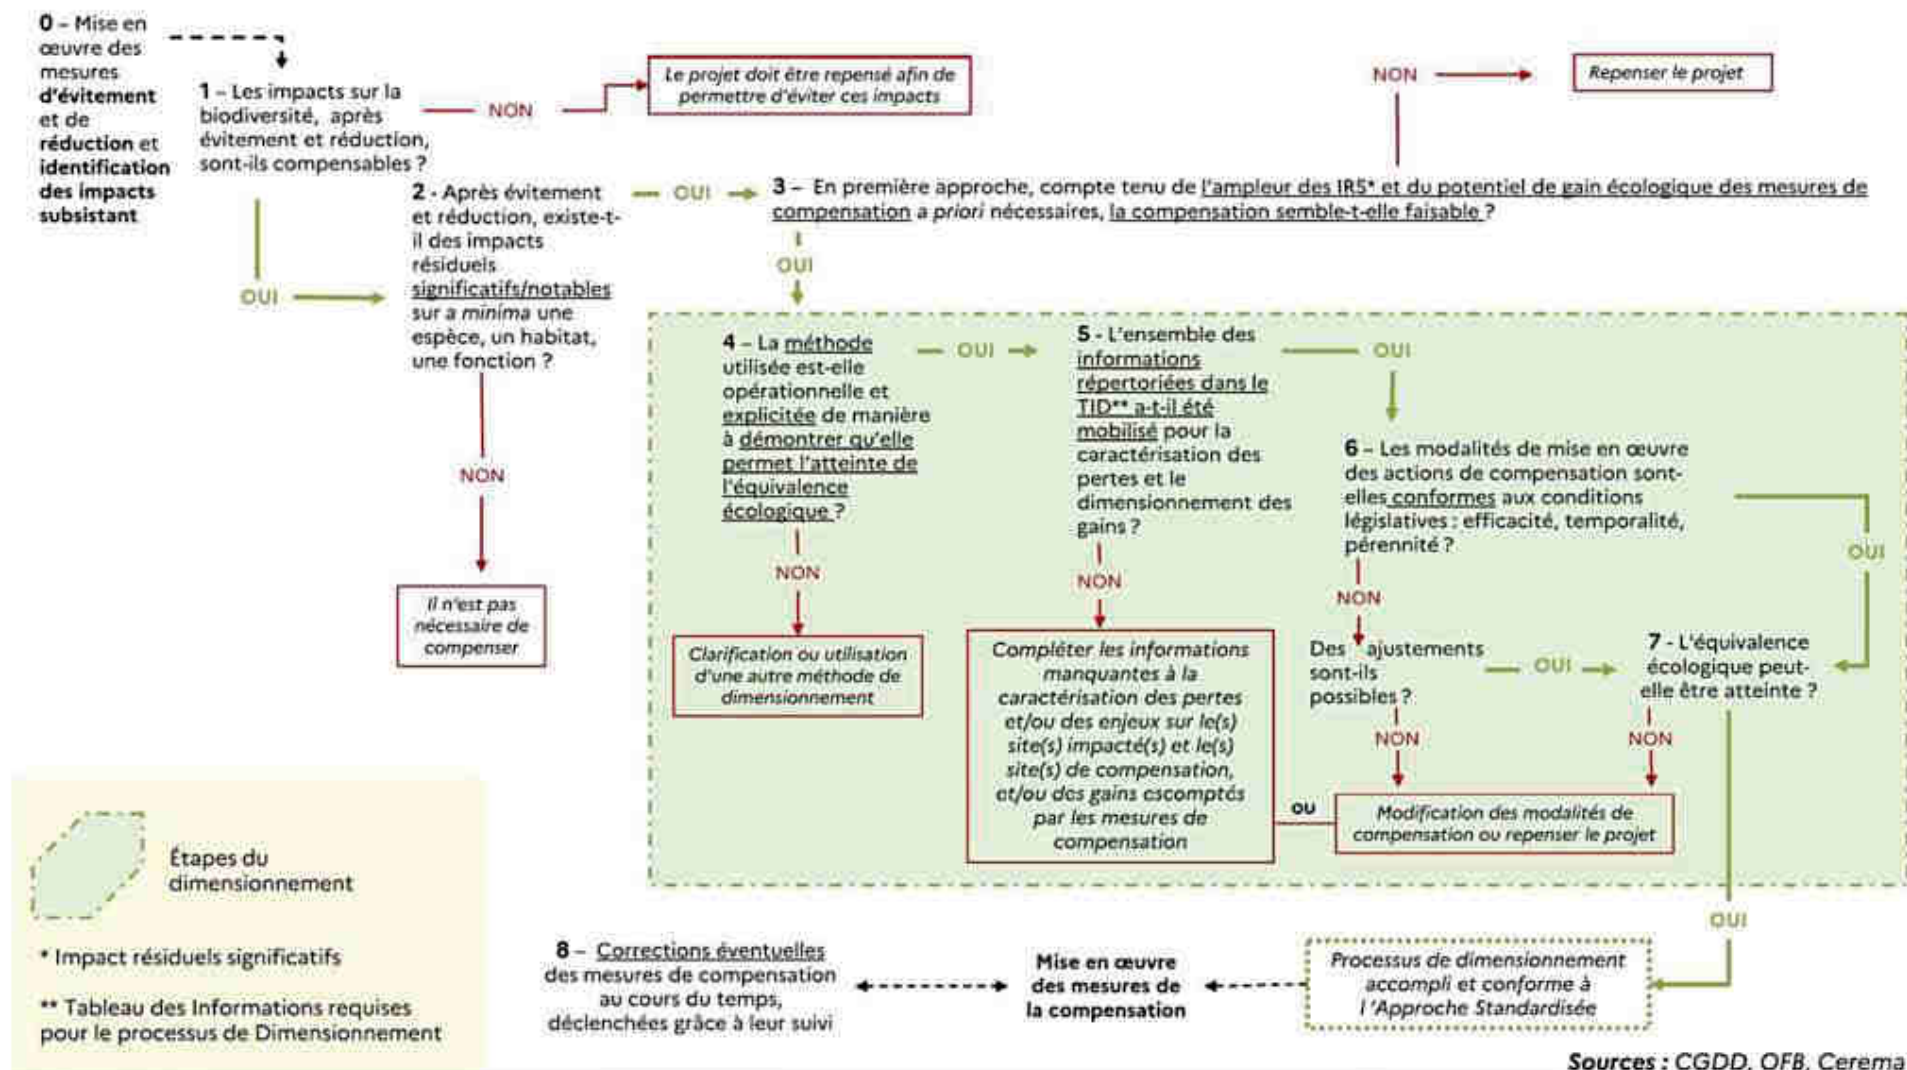 0 – Mise en
œuvre des
mesures
d'évitement
et de
réduction et
identification
des impacts
subsistant
1 – Les impacts sur la
biodiversité, après
évitement et réduction,
sont-ils compensables ?
NON
Le projet doit être repensé afin de
permettre d'éviter ces impacts
OUI
2 - Après évitement
et réduction, existe-t-
il des impacts
résiduels
significatifs/notables
sur a minima une
espèce, un habitat,
une fonction ?
NON
Il n'est pas
nécessaire de
compenser
OUI
3 – En première approche, compte tenu de l'ampleur des IRS* et du potentiel de gain écologique des mesures de
compensation a priori nécessaires, la compensation semble-t-elle faisable ?
NON
Repenser le projet
OUI
4 – La méthode
utilisée est-elle
opérationnelle et
explicitée de manière
à démontrer qu'elle
permet l'atteinte de
l'équivalence
écologique ?
NON
Clarification ou utilisation
d'une autre méthode de
dimensionnement
OUI
5 - L'ensemble des
informations
répertoriées dans le
TID** a-t-il été
mobilisé pour la
caractérisation des
pertes et le
dimensionnement des
gains ?
NON
Compléter les informations
manquantes à la
caractérisation des pertes
et/ou des enjeux sur le(s)
site(s) impacté(s) et le(s)
site(s) de compensation,
et/ou des gains escomptés
par les mesures de
compensation
OUI
6 – Les modalités de mise en œuvre
des actions de compensation sont-
elles conformes aux conditions
législatives : efficacité, temporalité,
pérennité ?
NON
OUI
Des ajustements
sont-ils
possibles ?
OUI
NON
7 - L'équivalence
écologique peut-
elle être atteinte ?
NON
OU
Modification des modalités de
compensation ou repenser le projet
OUI
Processus de dimensionnement
accompli et conforme à
l'Approche Standardisée
Mise en œuvre
des mesures de
la compensation
8 – Corrections éventuelles
des mesures de compensation
au cours du temps,
déclenchées grâce à leur suivi
Étapes du
dimensionnement
* Impact résiduels significatifs
** Tableau des Informations requises
pour le processus de Dimensionnement
Sources : CGDD, OFB, Cerema